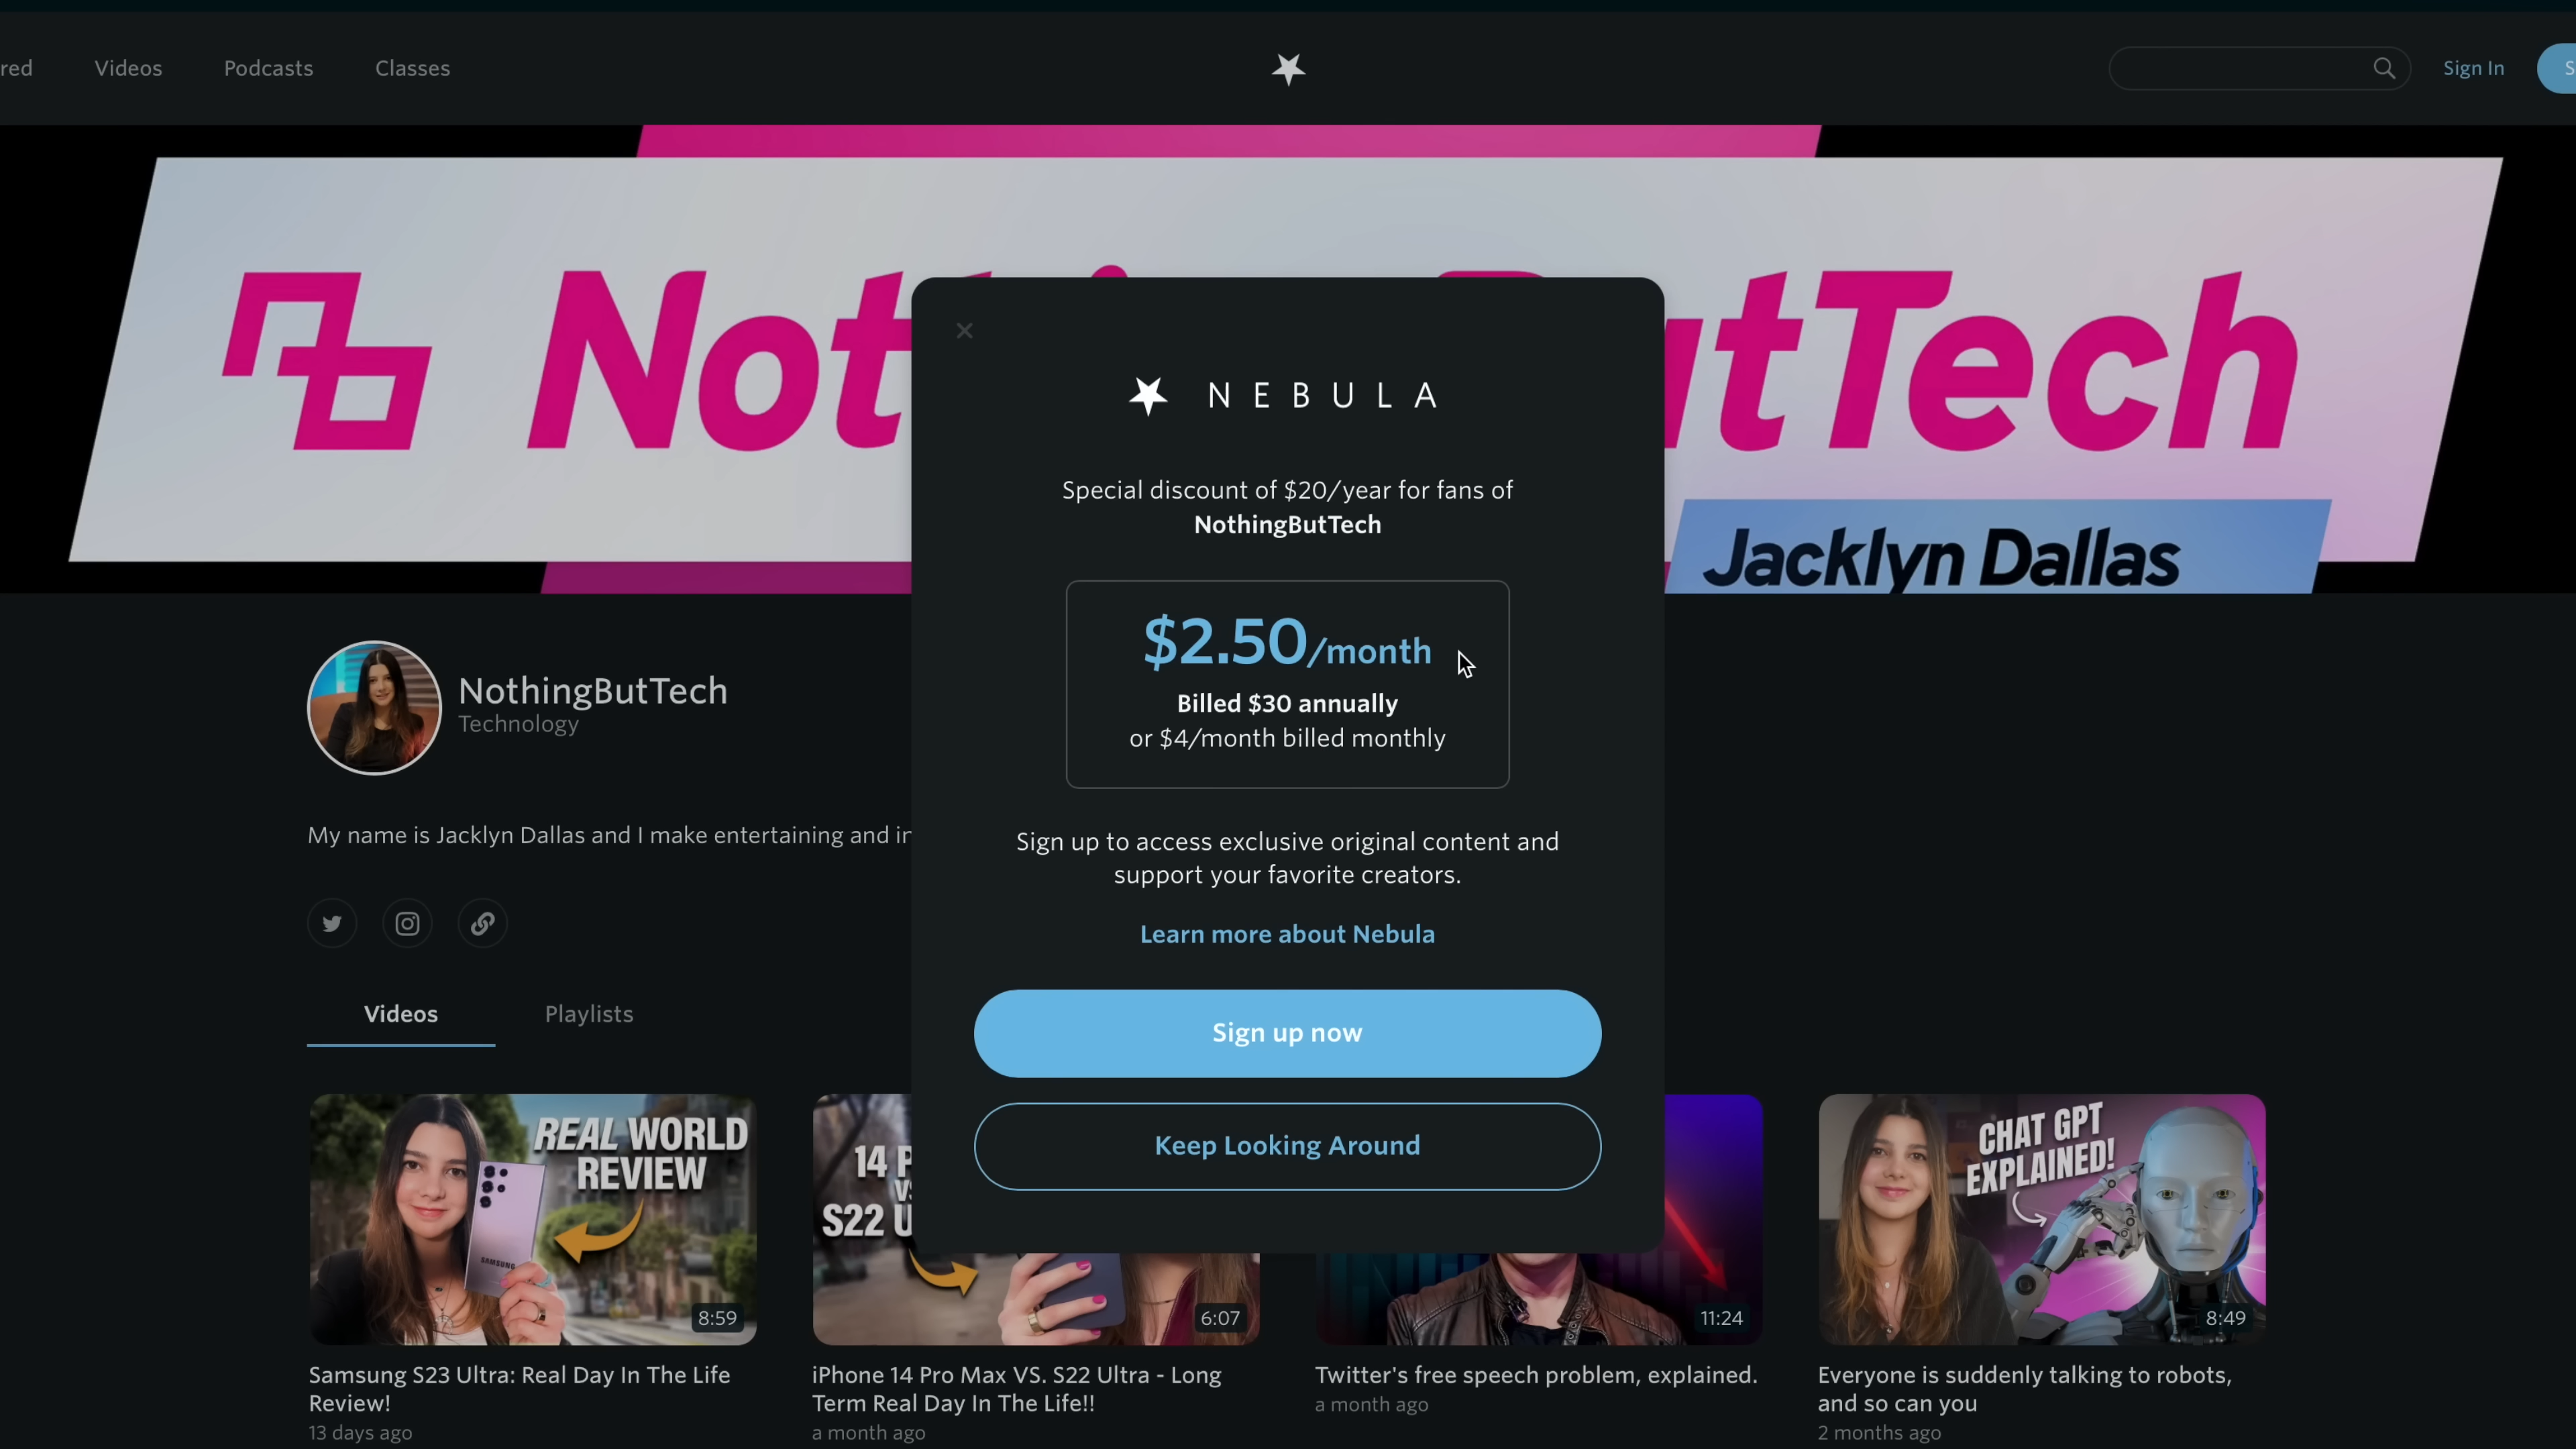 Videos Podcasts Classes
Sign In
Not
utTech
Jacklyn Dallas
NEBULA
Special discount of $20/year for fans of
NothingButTech
$2.50/month
Billed $30 annually
or $4/month billed monthly
Sign up to access exclusive original content and
support your favorite creators.
Learn more about Nebula
Sign up now
Keep Looking Around
NothingButTech
Technology
My name is Jacklyn Dallas and I make entertaining and in
Videos Playlists
REAL WORLD
REVIEW
SAMSUNG
8:59
Samsung S23 Ultra: Real Day In The Life
Review!
13 days ago
14 P
VS
S22 U
6:07
iPhone 14 Pro Max VS. S22 Ultra - Long
Term Real Day In The Life!!
a month ago
11:24
Twitter's free speech problem, explained.
a month ago
CHAT GPT
EXPLAINED!
8:49
Everyone is suddenly talking to robots,
and so can you
2 months ago